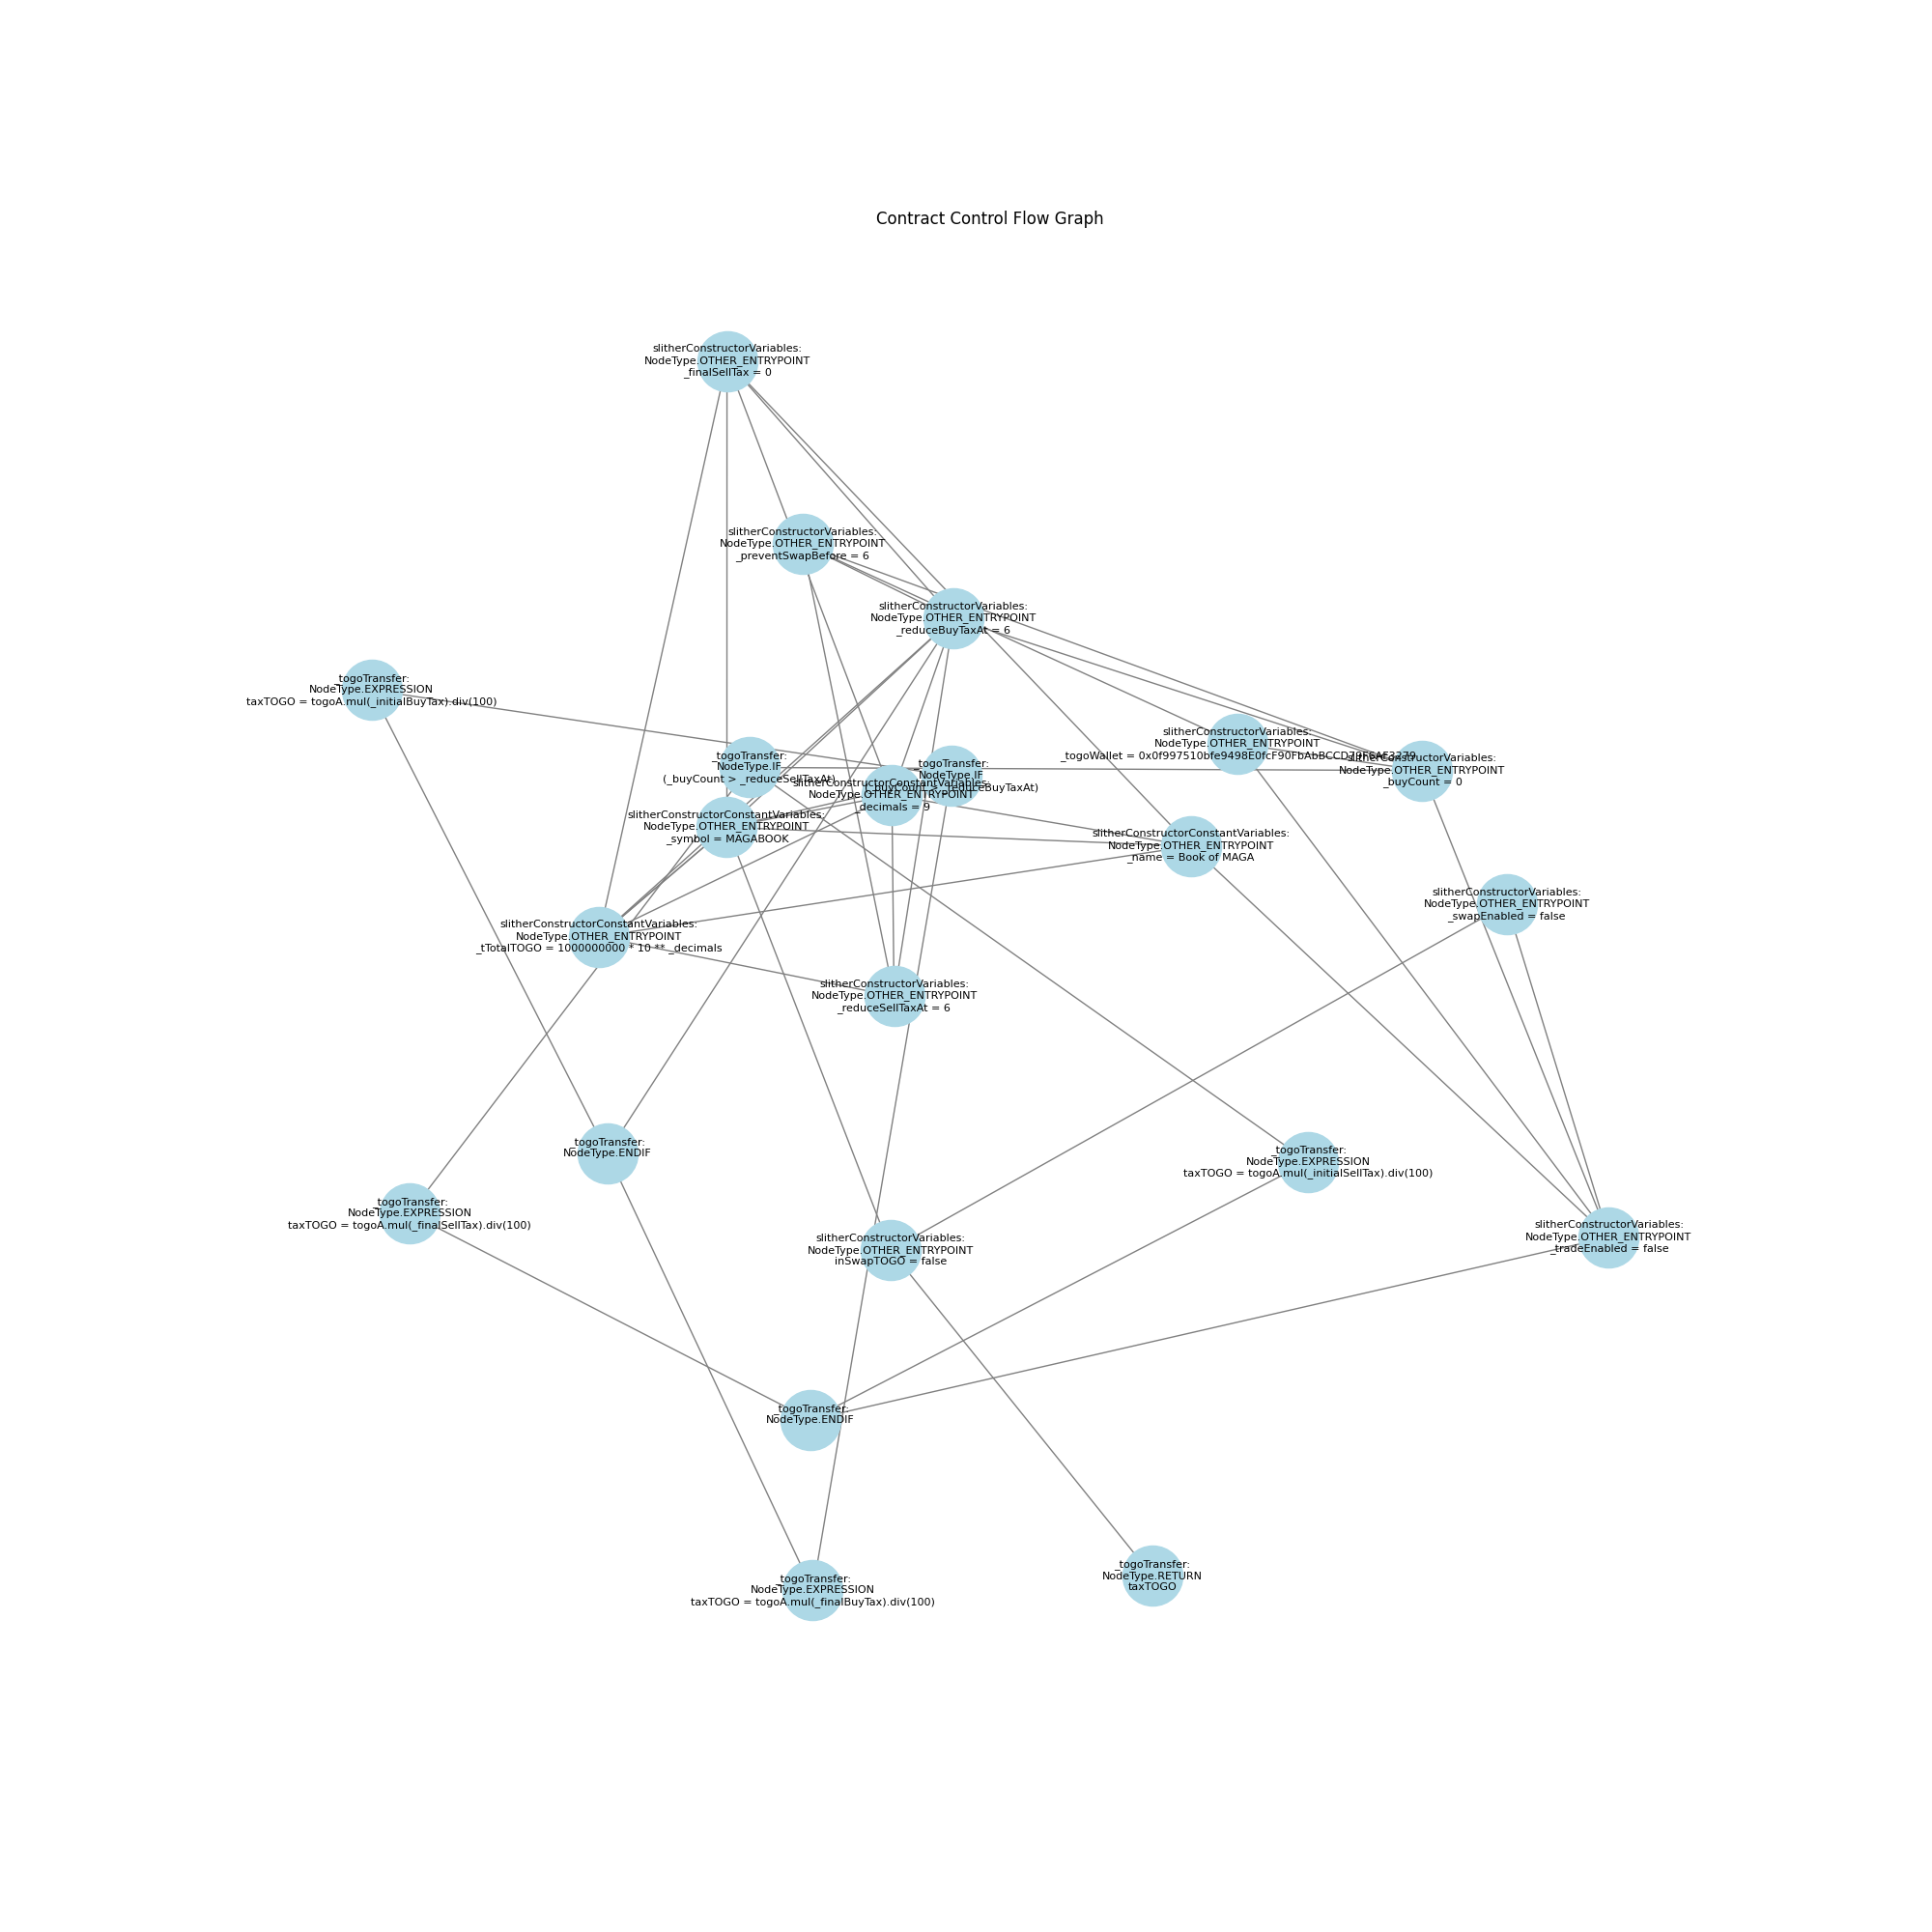 Contract Control Flow Graph
slitherConstructorVariables:
NodeType.OTHER_ENTRYPOINT
_finalSellTax = 0
slitherConstructorVariables:
NodeType.OTHER_ENTRYPOINT
_preventSwapBefore = 6
slitherConstructorVariables:
NodeType.OTHER_ENTRYPOINT
_reduceBuyTaxAt = 6
_togoTransfer:
NodeType.EXPRESSION
taxTOGO = togoA.mul(_initialBuyTax).div(100)
slitherConstructorVariables:
NodeType.OTHER_ENTRYPOINT
_togoWallet =
slitherConstructorVariables:
NodeType.OTHER_ENTRYPOINT
_buyCount = 0
_togoTransfer:
NodeType.IF
(_buyCount > _reduceSellTaxAt)
_togoTransfer:
NodeType.IF
_buyCount > _reduceBuyTaxAt)
slitherConstructorConstantVariables:
NodeType.OTHER_ENTRYPOINT
_decimals = 9
slitherConstructorConstantVariables:
NodeType.OTHER_ENTRYPOINT
_symbol = MAGABOOK
slitherConstructorConstantVariables:
NodeType.OTHER_ENTRYPOINT
_name = Book of MAGA
slitherConstructorVariables:
NodeType.OTHER_ENTRYPOINT
_swapEnabled = false
slitherConstructorConstantVariables:
NodeType.OTHER_ENTRYPOINT
_tTotalTOGO = 1000000000 * 10 ** _decimals
slitherConstructorVariables:
NodeType.OTHER_ENTRYPOINT
_reduceSellTaxAt = 6
_togoTransfer:
NodeType.ENDIF
_togoTransfer:
NodeType.EXPRESSION
taxTOGO = togoA.mul(_initialSellTax).div(100)
_togoTransfer:
NodeType.EXPRESSION
taxTOGO = togoA.mul(_finalSellTax).div(100)
slitherConstructorVariables:
NodeType.OTHER_ENTRYPOINT
_tradeEnabled = false
slitherConstructorVariables:
NodeType.OTHER_ENTRYPOINT
inSwapTOGO = false
_togoTransfer:
NodeType.ENDIF
_togoTransfer:
NodeType.RETURN
taxTOGO
_togoTransfer:
NodeType.EXPRESSION
taxTOGO = togoA.mul(_finalBuyTax).div(100)